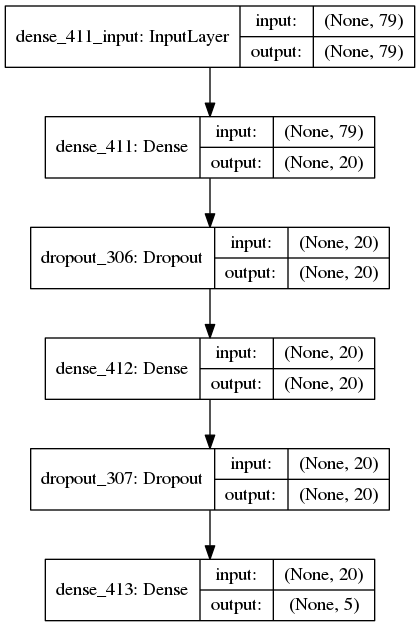 dense_411_input: InputLayer
input: (None, 79)
output: (None, 79)
dense_411: Dense
input: (None, 79)
output: (None, 20)
dropout_306: Dropout
input: (None, 20)
output: (None, 20)
dense_412: Dense
input: (None, 20)
output: (None, 20)
dropout_307: Dropout
input: (None, 20)
output: (None, 20)
dense_413: Dense
input: (None, 20)
output: (None, 5)